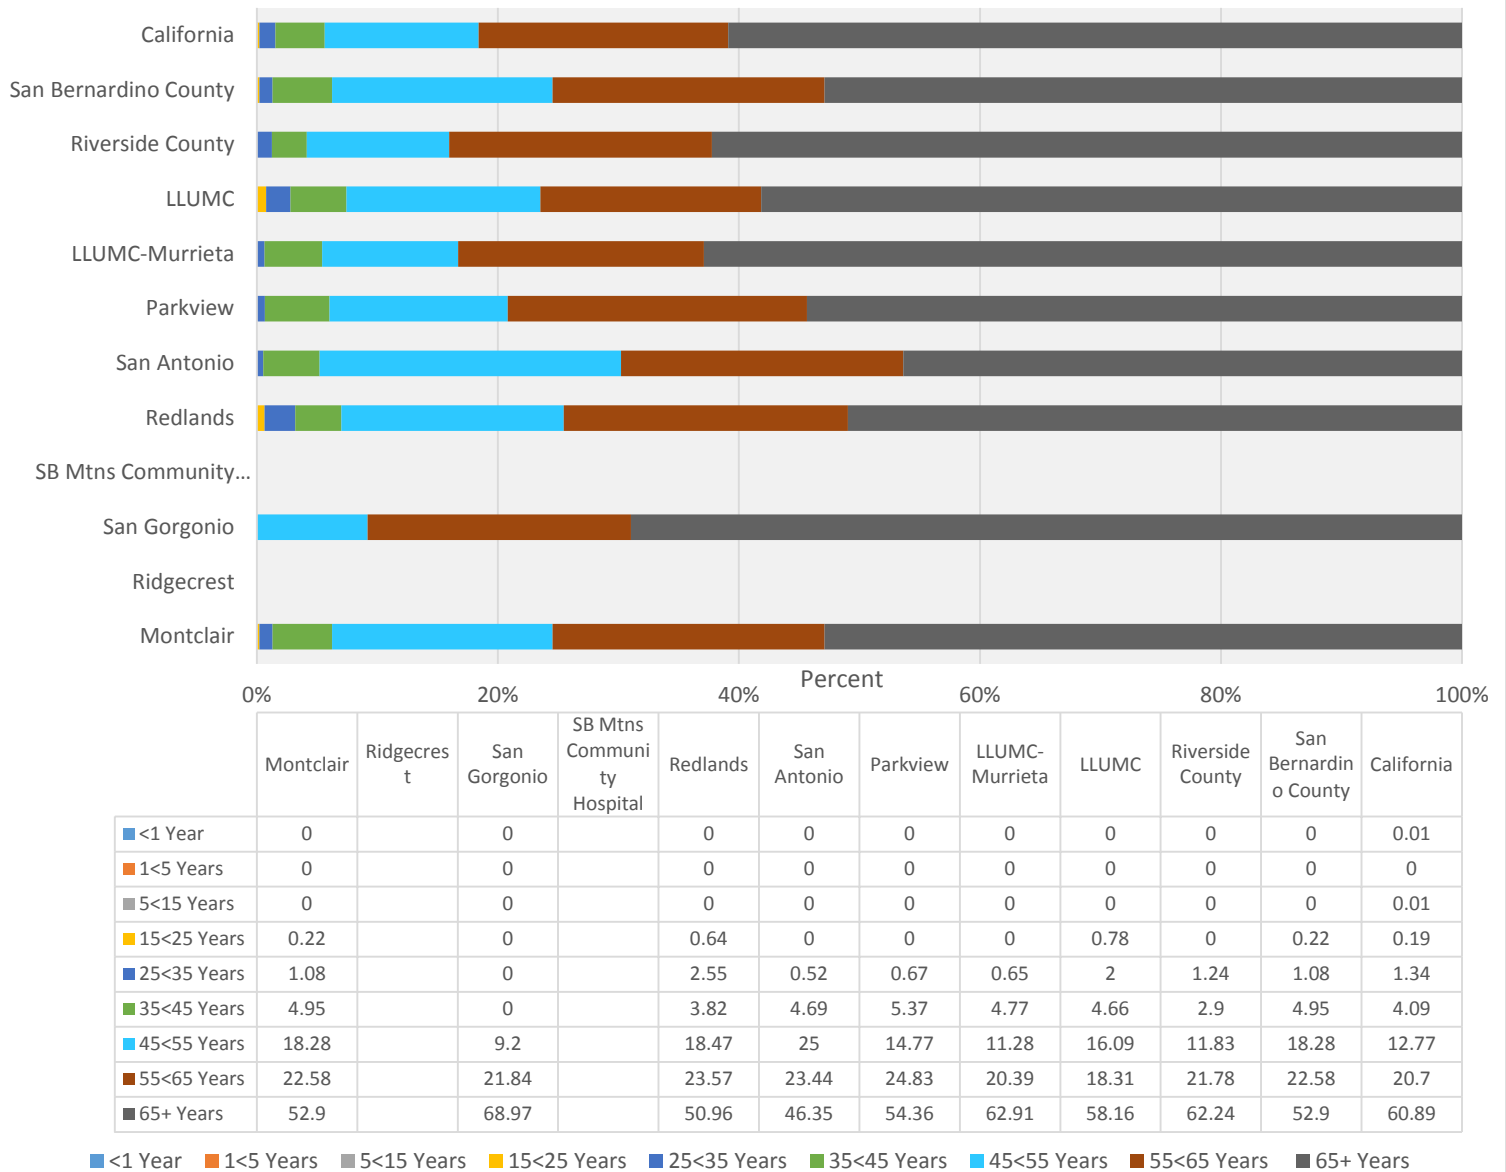 California
San Bernardino County
Riverside County
LLUMC
LLUMC-Murrieta
Parkview
San Antonio
Redlands
SB Mtns Community...
San Gorgonio
Ridgecrest
Montclair
0% 20% 40% 60% 80% 100%
Percent
Montclair Ridgecres
t San
Gorgonio SB Mtns
Communi
ty
Hospital Redlands San
Antonio Parkview LLUMC-
Murrieta LLUMC Riverside
County San
Bernardin
o County California
<1 Year 0 0 0 0 0 0 0 0 0 0.01
1<5 Years 0 0 0 0 0 0 0 0 0 0
5<15 Years 0 0 0 0 0 0 0 0 0 0.01
15<25 Years 0.22 0 0.64 0 0 0 0.78 0 0.22 0.19
25<35 Years 1.08 0 2.55 0.52 0.67 0.65 2 1.24 1.08 1.34
35<45 Years 4.95 0 3.82 4.69 5.37 4.77 4.66 2.9 4.95 4.09
45<55 Years 18.28 9.2 18.47 25 14.77 11.28 16.09 11.83 18.28 12.77
55<65 Years 22.58 21.84 23.57 23.44 24.83 20.39 18.31 21.78 22.58 20.7
65+ Years 52.9 68.97 50.96 46.35 54.36 62.91 58.16 62.24 52.9 60.89
<1 Year 1<5 Years 5<15 Years 15<25 Years 25<35 Years 35<45 Years 45<55 Years 55<65 Years 65+ Years